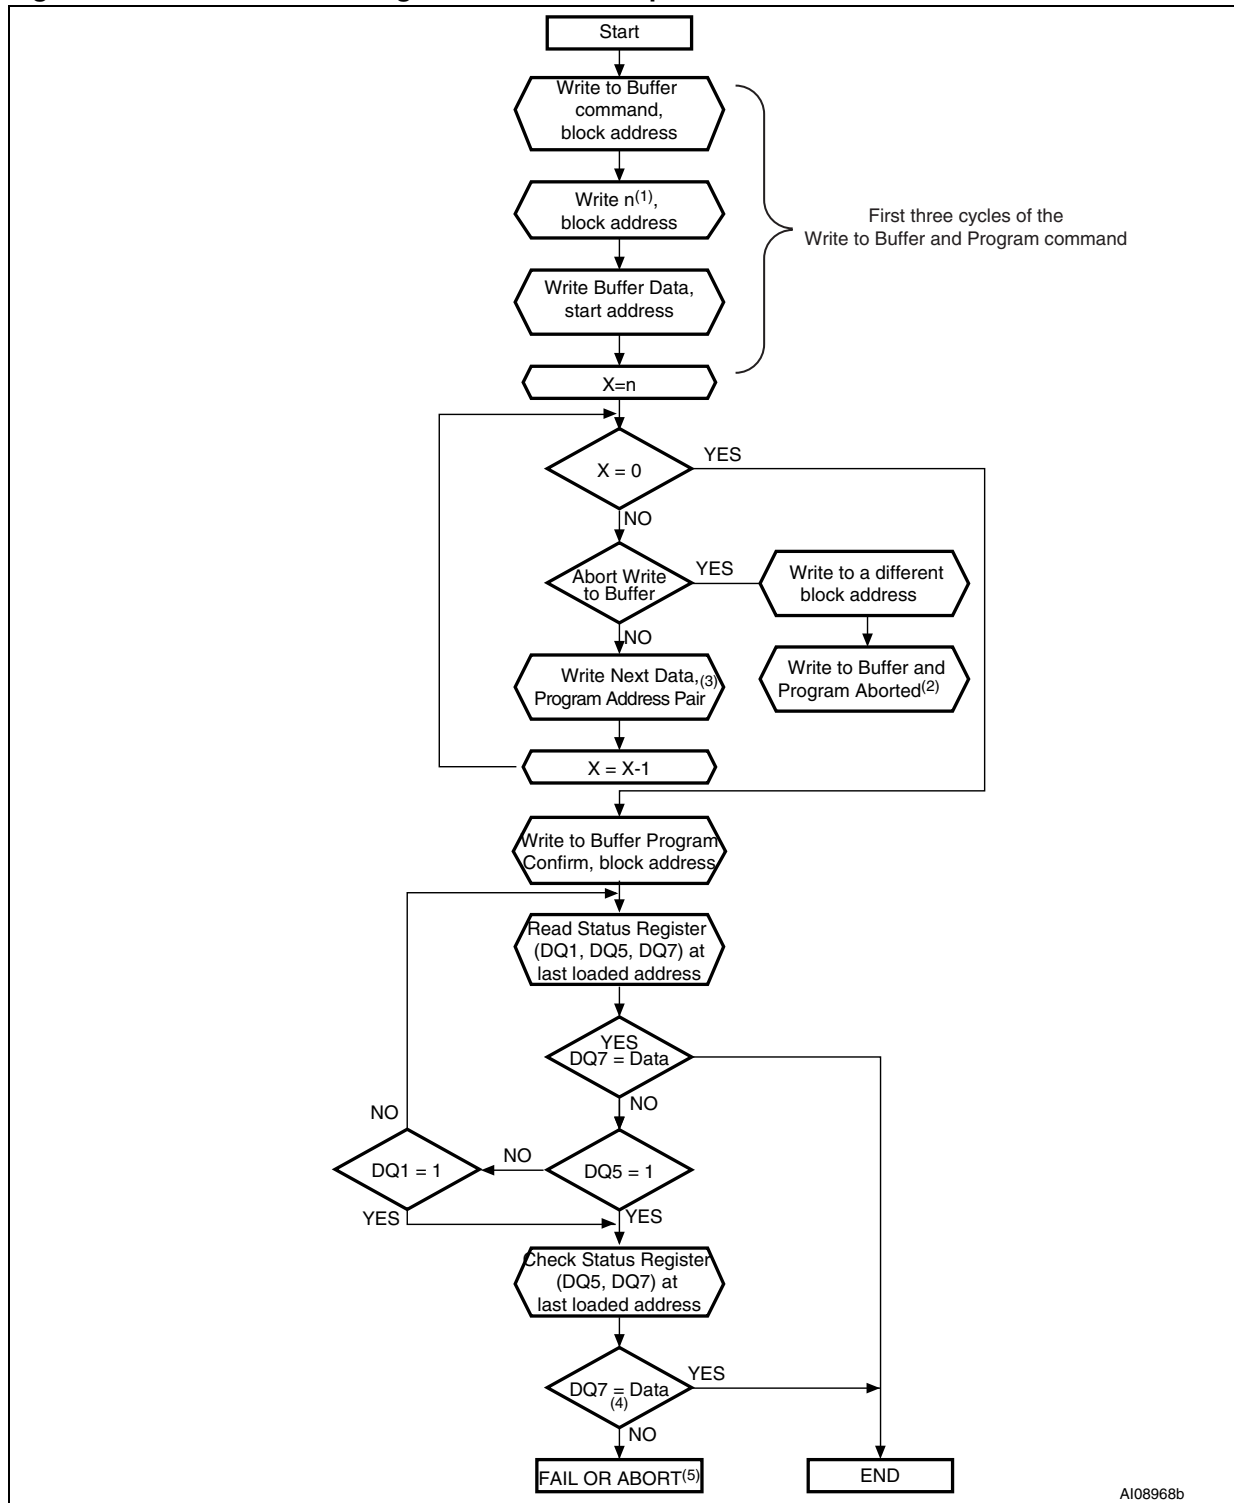 Start
Write to Buffer
command,
block address
Write n(1),
block address
First three cycles of the
Write to Buffer and Program command
Write Buffer Data,
start address
X=n
X = 0
YES
NO
Abort Write
to Buffer
YES
Write to a different
block address
NO
Write Next Data,(3)
Program Address Pair
Write to Buffer and
Program Aborted(2)
X = X-1
Write to Buffer Program
Confirm, block address
Read Status Register
(DQ1, DQ5, DQ7) at
last loaded address
YES
DQ7 = Data
NO
NO
DQ1 = 1
NO
DQ5 = 1
YES
YES
Check Status Register
(DQ5, DQ7) at
last loaded address
YES
DQ7 = Data
(4)
NO
FAIL OR ABORT(5)
END
AI08968b